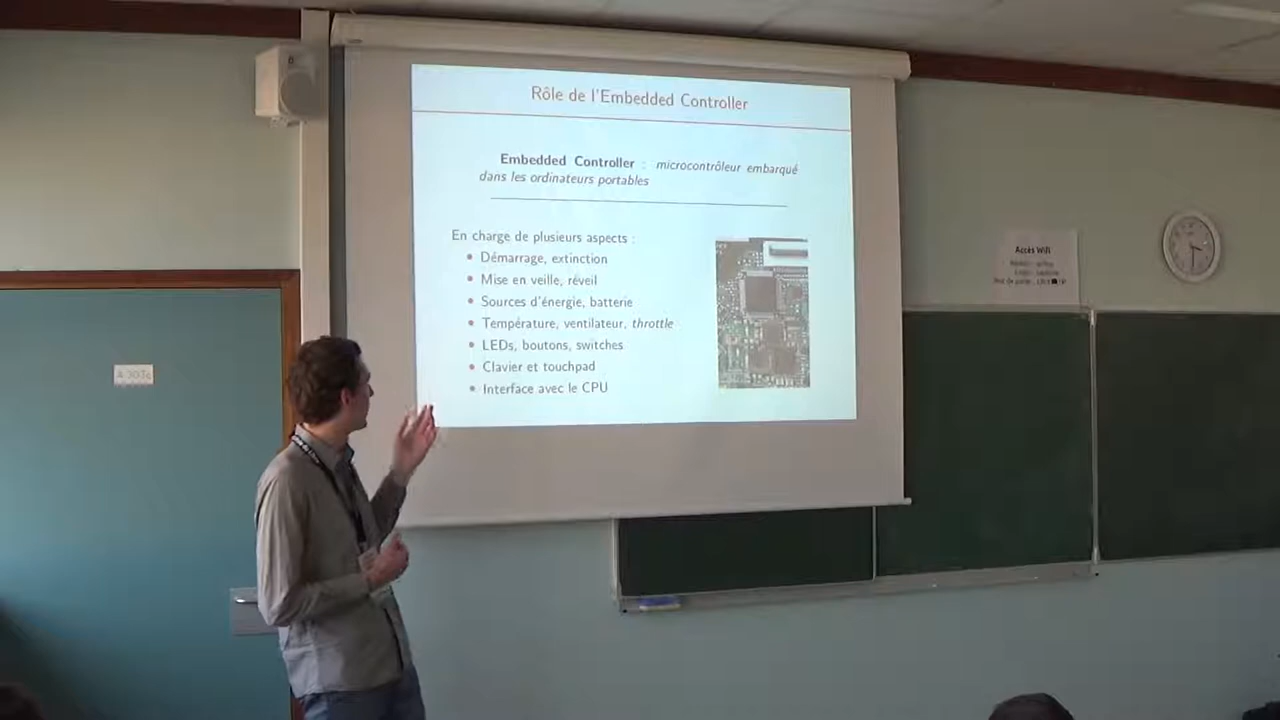 Rôle de l'Embedded Controller
Embedded Controller : microcontrôleur embarqué
dans les ordinateurs portables
En charge de plusieurs aspects :
• Démarrage, extinction
• Mise en veille, réveil
• Sources d'énergie, batterie
• Température, ventilateur, throttle
• LEDs, boutons, switches
• Clavier et touchpad
• Interface avec le CPU
Accès Wifi